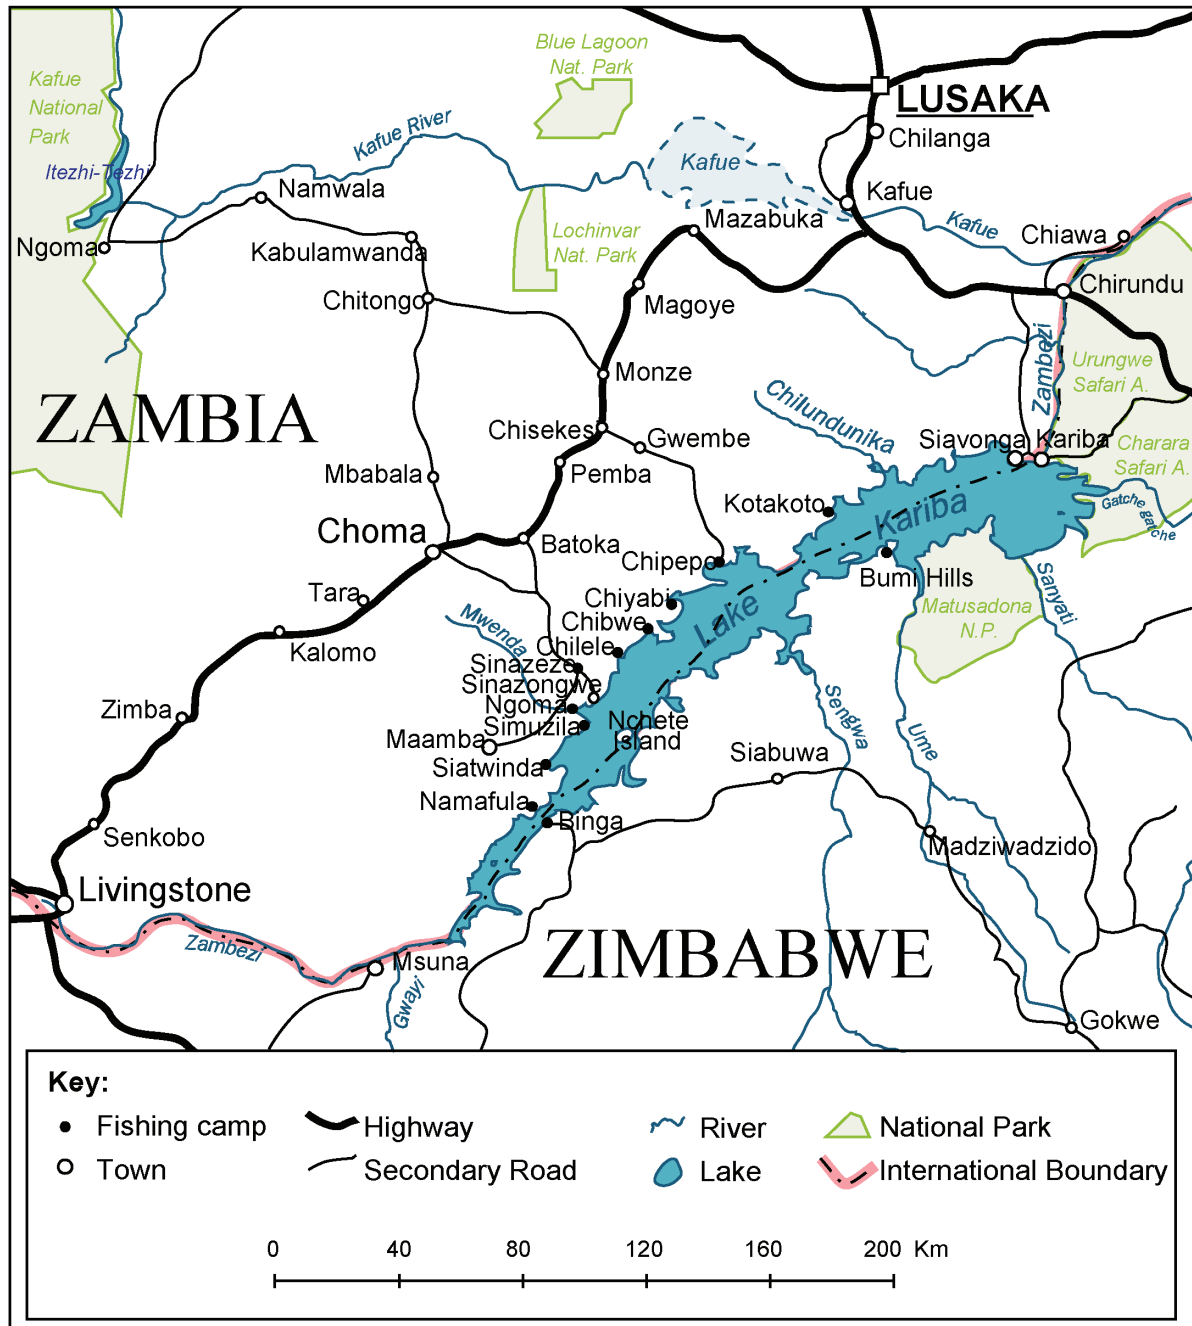 Blue Lagoon
Nat. Park
Kafue
National
Park
LUSAKA
Chilanga
Kafue River
Kafue
Itezhi-Tezhi
Namwala
Kafue
Mazabuka
Kafue
Lochinvar
Nat. Park
Chiawa
Ngoma
Kabulamwanda
Chitongo
Magoye
Chirundu
Zambezi
Urungwe
Safari A.
Monze
ZAMBIA
Chilundunika
Chisekesi
Gwembe
Siavonga
Kariba
Charara
Safari A.
Mbabala
Pemba
Kotakoto
Kariba
Gatche gatche
Choma
Batoka
Chipepe
Bumi Hills
Sanyati
Tara
Chiyabi
Matusadona
N.P.
Mwenda
Chibwe
Lake
Kalomo
Chilele
Sinazeze
Sinazongwe
Ngoma
Zimba
Simuzila
Nchete
Island
Sengwa
Ume
Maamba
Siatwinda
Siabuwa
Namafula
Binga
Senkobo
Madziwadzido
Livingstone
Zambezi
ZIMBABWE
Msuna
Gwayi
Gokwe
Key:
Fishing camp
Highway
River
National Park
Town
Secondary Road
Lake
International Boundary
0 40 80 120 160 200 Km